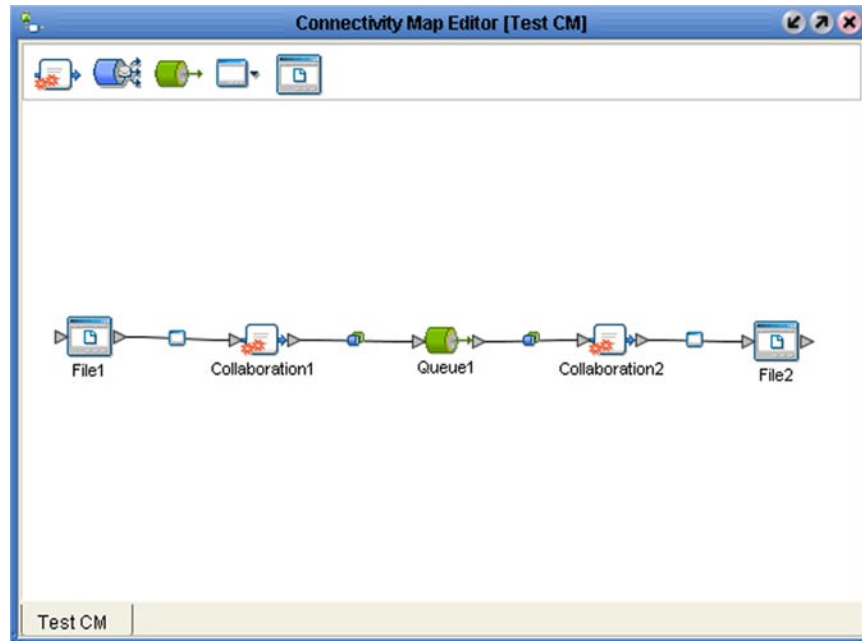 Connectivity Map Editor [Test CM]
File1
Collaboration1
Queue1
Collaboration2
File2
Test CM